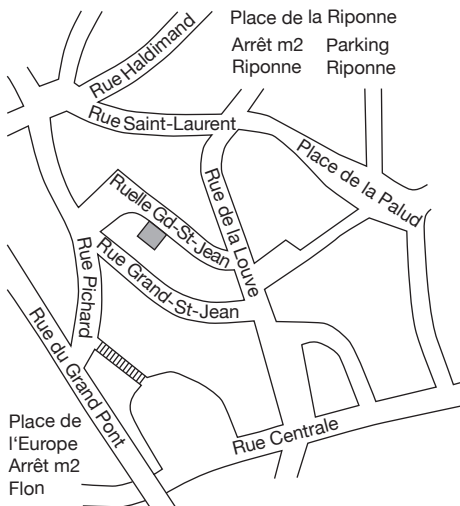 Place de la Riponne
Arrêt m2 Parking
Riponne Riponne
Rue Haldimand
Rue Saint-Laurent
Place de la Palud
Ruelle Gd-St-Jean
Rue de la Louve
Rue Grand-St-Jean
Rue Pichard
Rue du Grand Pont
Rue Centrale
Place de
l'Europe
Arrêt m2
Flon